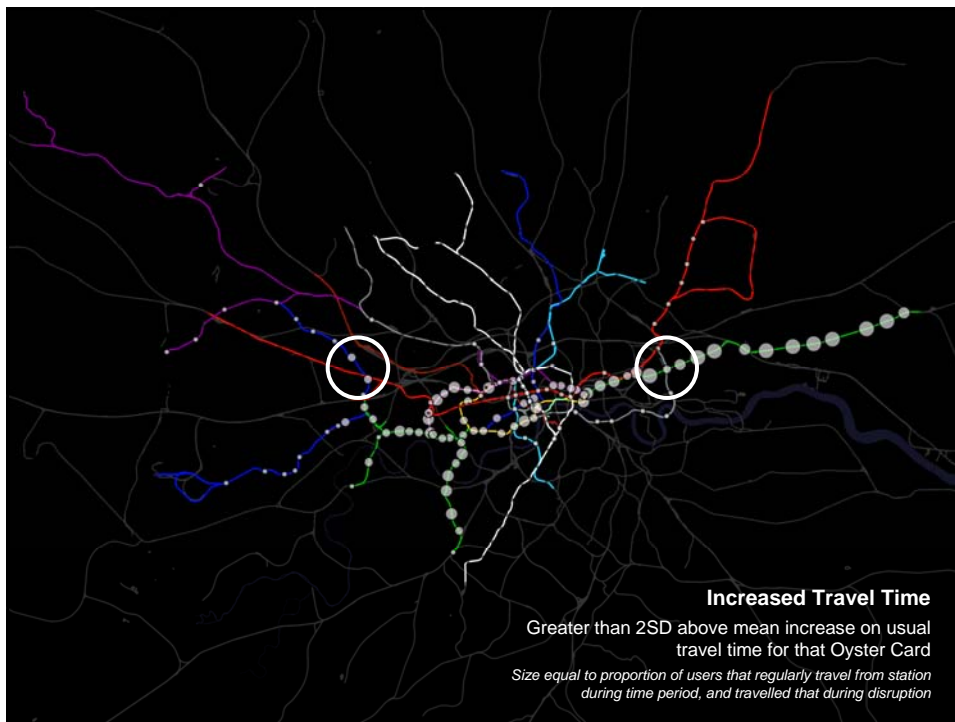 Increased Travel Time
Greater than 2SD above mean increase on usual
travel time for that Oyster Card
Size equal to proportion of users that regularly travel from station
during time period, and travelled that during disruption